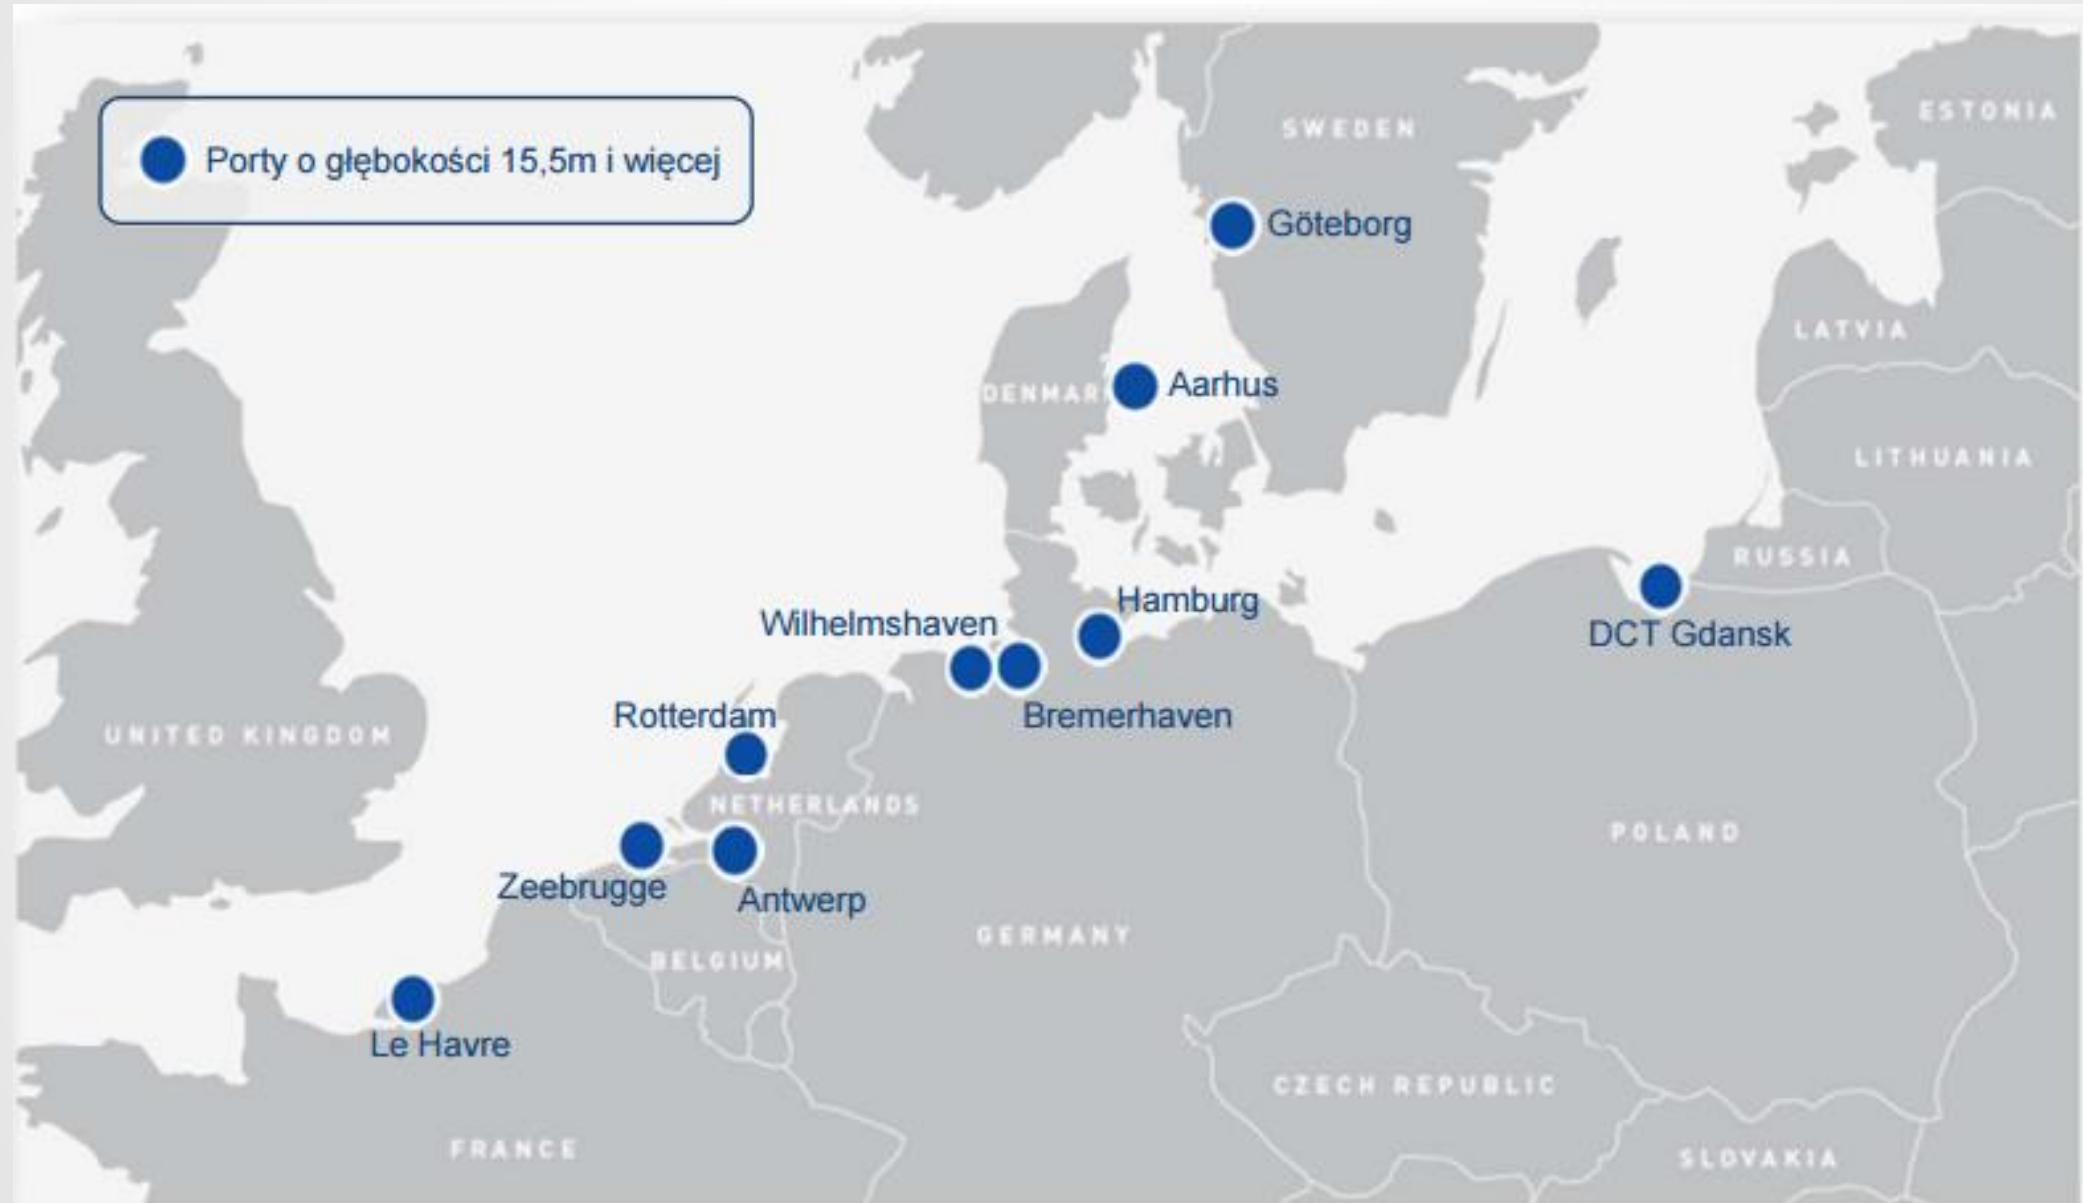 Porty o głębokości 15,5m i więcej
SWEDEN
ESTONIA
Göteborg
LATVIA
DENMAR
Aarhus
LITHUANIA
RUSSIA
Hamburg
Wilhelmshaven
DCT Gdansk
Rotterdam
Bremerhaven
UNITED KINGDOM
NETHERLANDS
POLAND
Zeebrugge
Antwerp
GERMANY
BELGIUM
Le Havre
CZECH REPUBLIC
FRANCE
SLOVAKIA